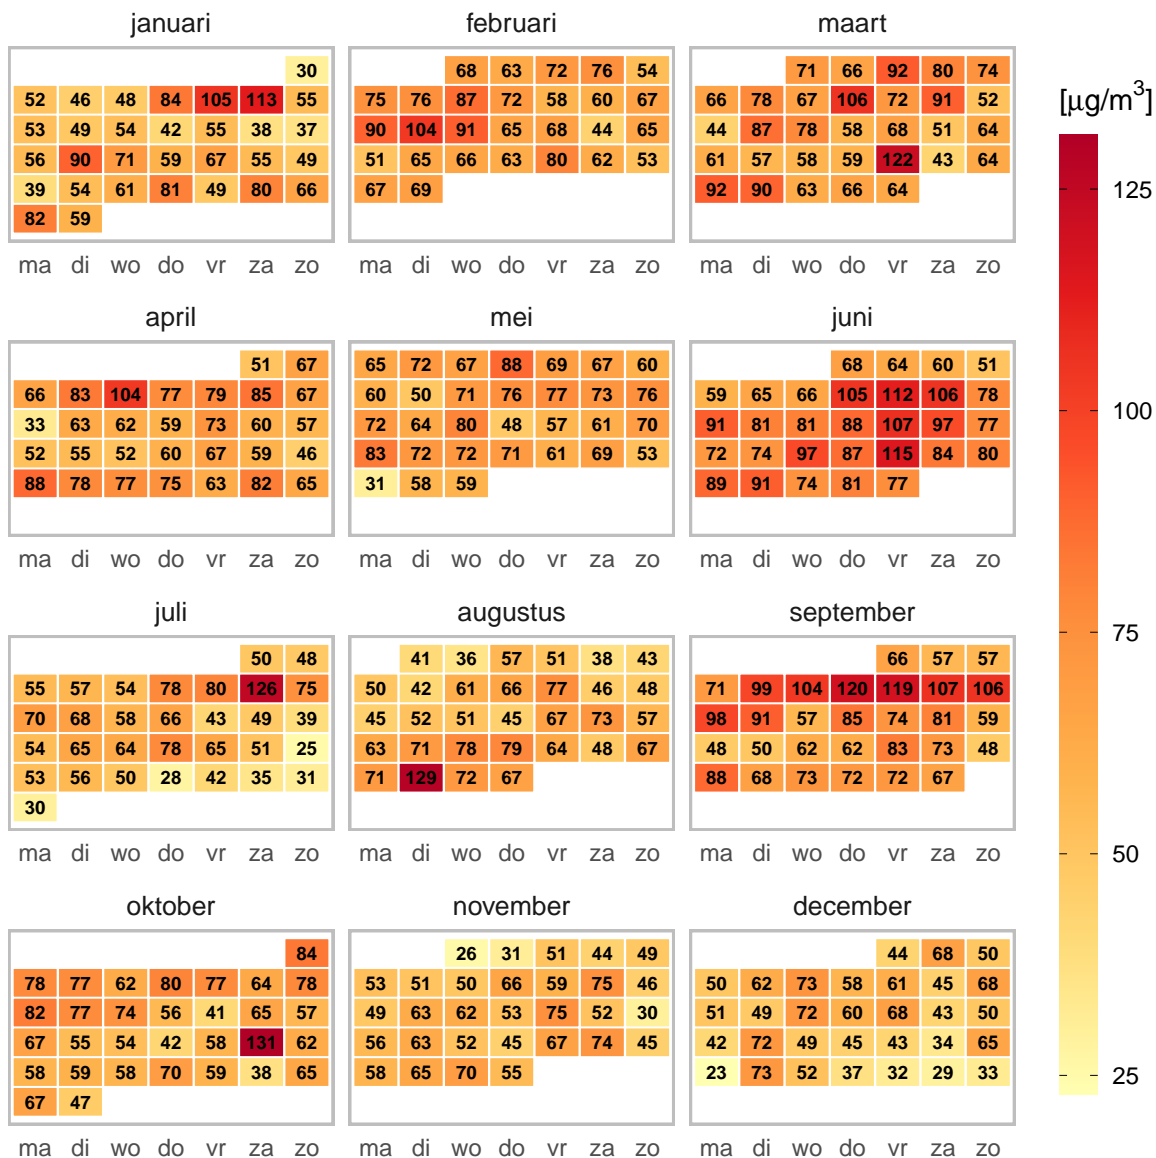 januari februari maart
30 68 63 72 76 54 71 66 92 80 74
[μg/m³]
52 46 48 84 105 113 55 75 76 87 72 58 60 67 66 78 67 106 72 91 52
53 49 54 42 55 38 37 90 104 91 65 68 44 65 44 87 78 58 68 51 64
56 90 71 59 67 55 49 51 65 66 63 80 62 53 61 57 58 59 122 43 64
39 54 61 81 49 80 66 67 69 92 90 63 66 64
125
82 59
ma di wo do vr za zo ma di wo do vr za zo ma di wo do vr za zo
april mei juni
51 67 65 72 67 88 69 67 60 68 64 60 51
66 83 104 77 79 85 67 60 50 71 76 77 73 76 59 65 66 105 112 106 78
100
33 63 62 59 73 60 57 72 64 80 48 57 61 70 91 81 81 88 107 97 77
52 55 52 60 67 59 46 83 72 72 71 61 69 53 72 74 97 87 115 84 80
88 78 77 75 63 82 65 31 58 59 89 91 74 81 77
ma di wo do vr za zo ma di wo do vr za zo ma di wo do vr za zo
juli augustus september
75
50 48 41 36 57 51 38 43 66 57 57
55 57 54 78 80 126 75 50 42 61 66 77 46 48 71 99 104 120 119 107 106
70 68 58 66 43 49 39 45 52 51 45 67 73 57 98 91 57 85 74 81 59
54 65 64 78 65 51 25 63 71 78 79 64 48 67 48 50 62 62 83 73 48
53 56 50 28 42 35 31 71 129 72 67 88 68 73 72 72 67
30
ma di wo do vr za zo ma di wo do vr za zo ma di wo do vr za zo
50
oktober november december
84 26 31 51 44 49 44 68 50
78 77 62 80 77 64 78 53 51 50 66 59 75 46 50 62 73 58 61 45 68
82 77 74 56 41 65 57 49 63 62 53 75 52 30 51 49 72 60 68 43 50
67 55 54 42 58 131 62 56 63 52 45 67 74 45 42 72 49 45 43 34 65
58 59 58 70 59 38 65 58 65 70 55 23 73 52 37 32 29 33
25
67 47
ma di wo do vr za zo ma di wo do vr za zo ma di wo do vr za zo